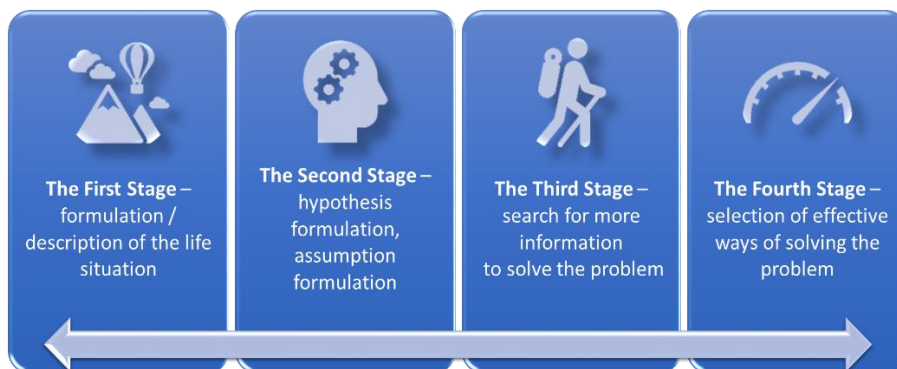 The First Stage –
formulation /
description of the life
situation
The Second Stage –
hypothesis
formulation,
assumption
formulation
The Third Stage –
search for more
information
to solve the problem
The Fourth Stage –
selection of effective
ways of solving the
problem